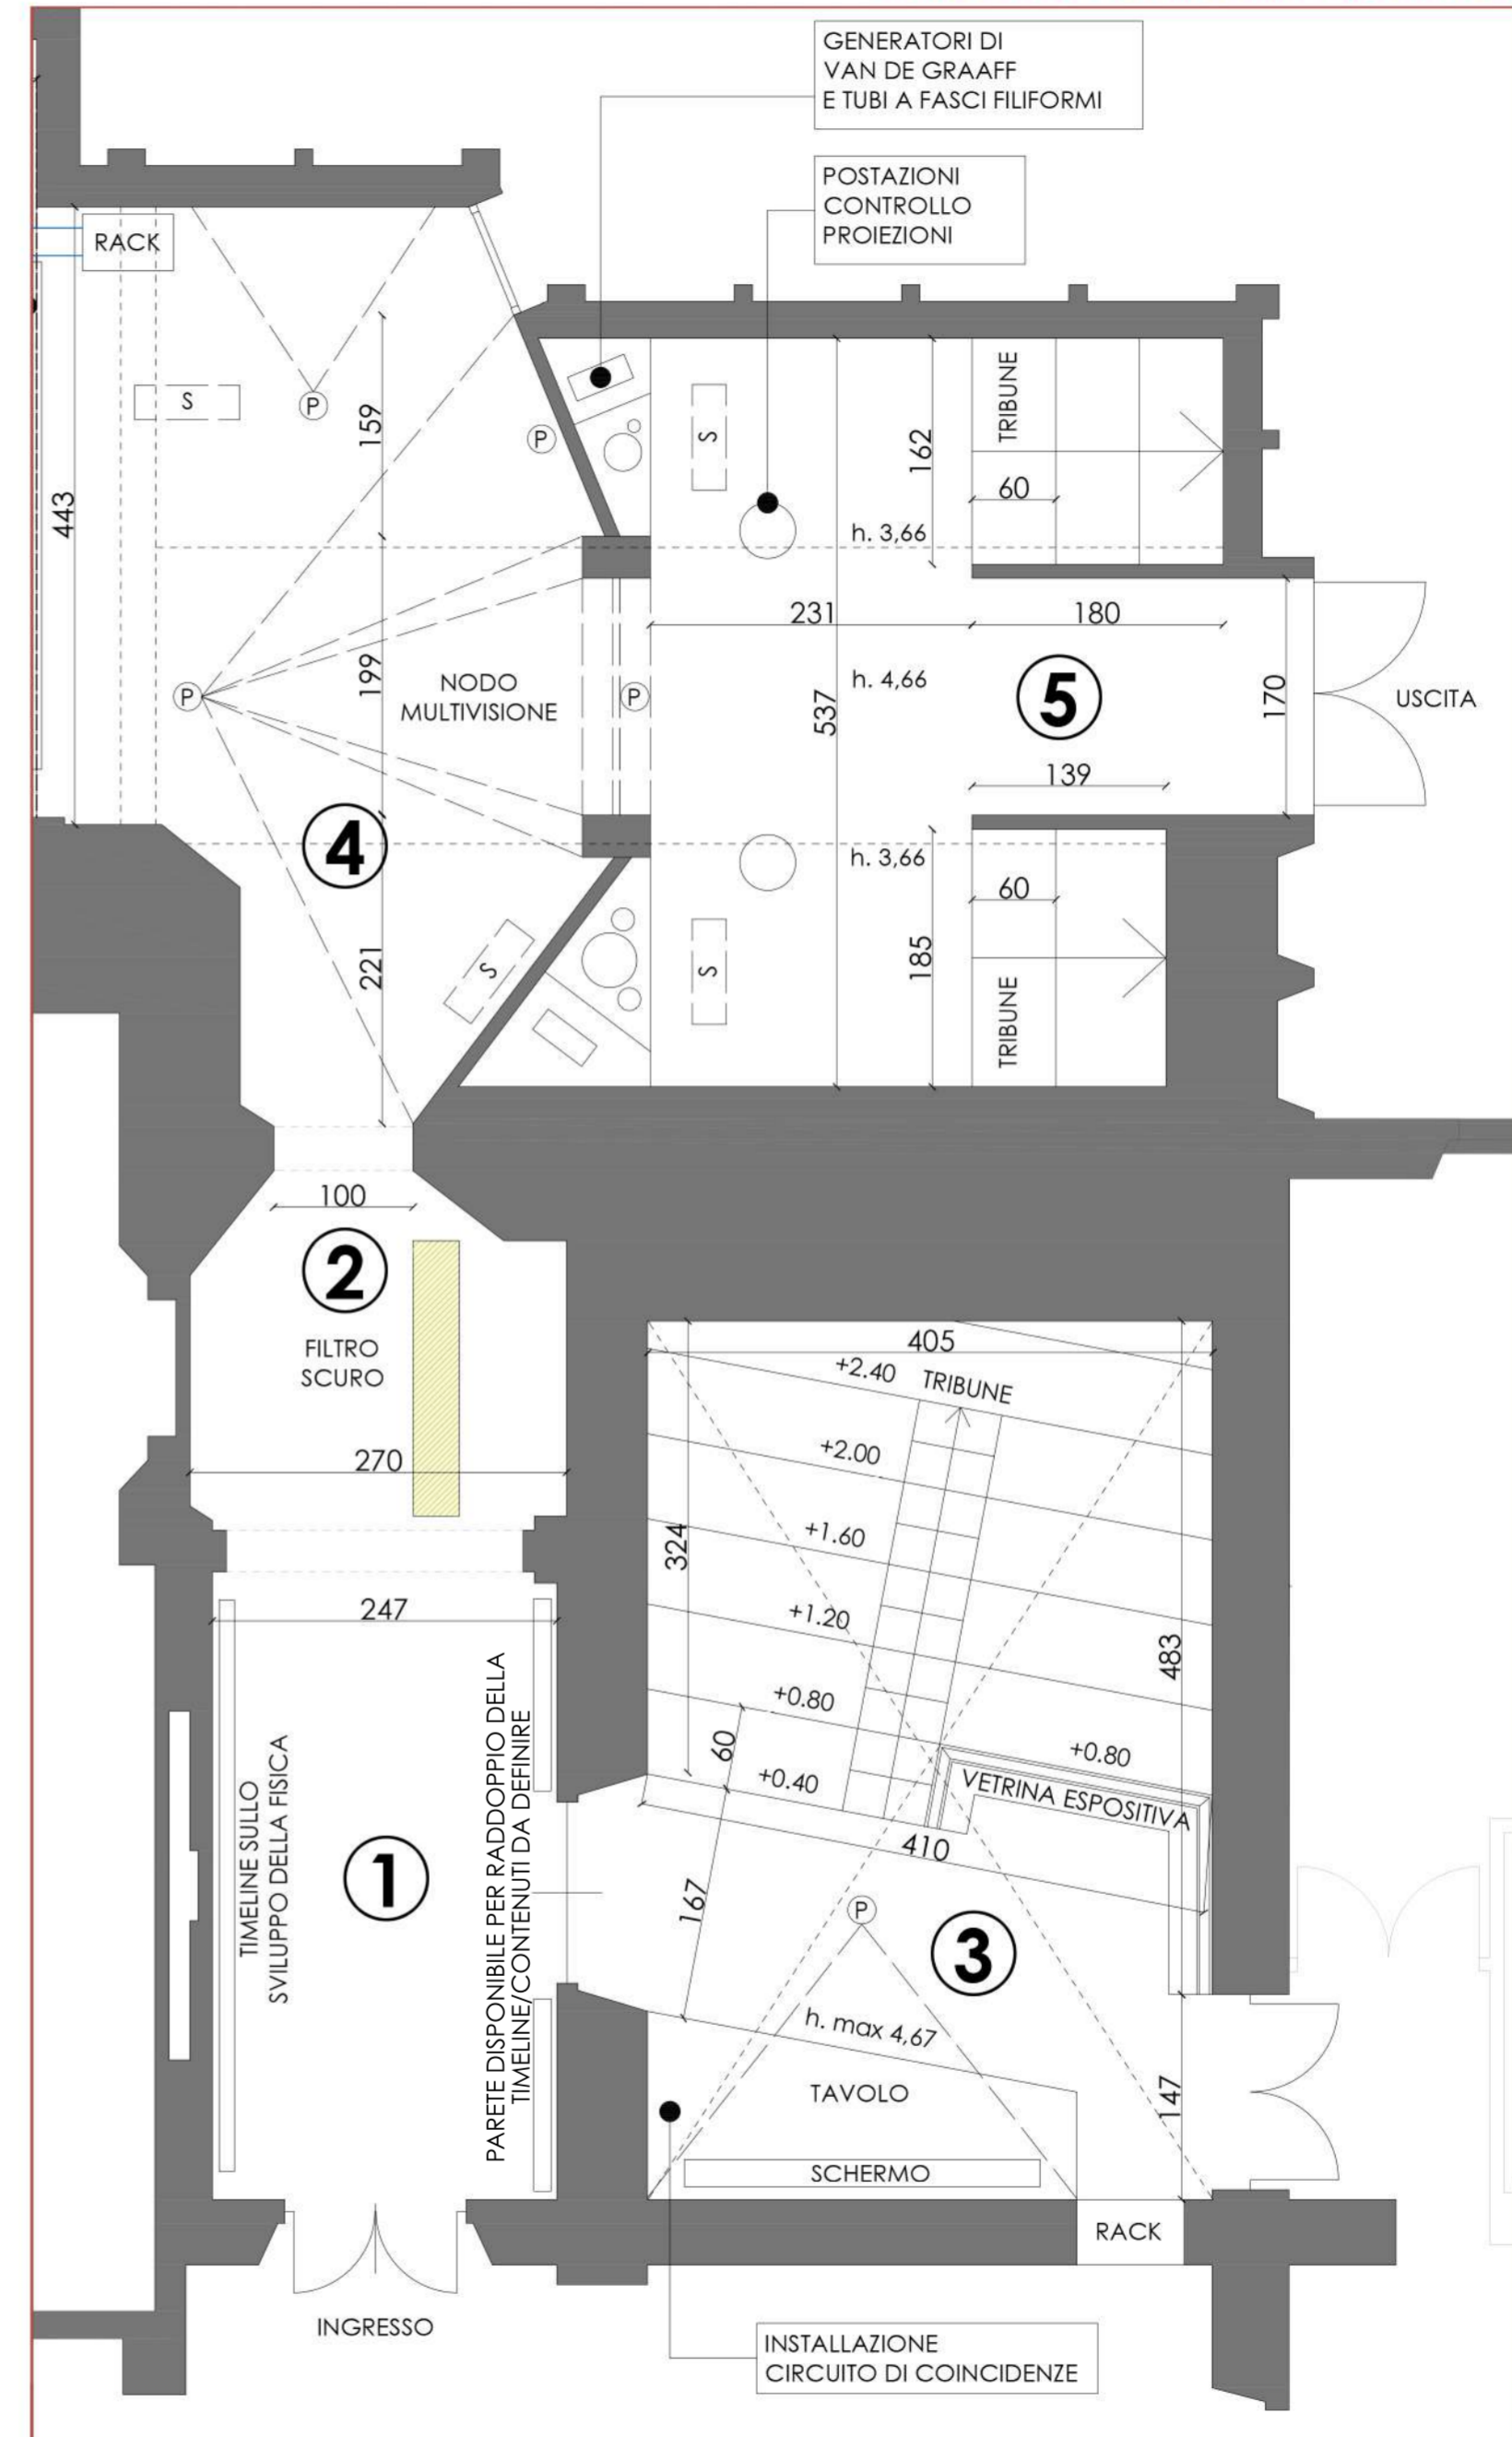 GENERATORI DI
VAN DE GRAAFF
E TUBI A FASCI FILIFORMI
POSTAZIONI
CONTROLLO
PROIEZIONI
RACK
S
P
159
P
443
S
162
TRIBUNE
60
h. 3,66
231
180
199
NODO
MULTIVISIONE
P
P
h. 4,66
537
5
170
USCITA
139
4
h. 3,66
60
221
S
S
185
TRIBUNE
100
2
FILTRO
SCURO
270
405
+2.40
TRIBUNE
+2.00
324
+1.60
247
+1.20
483
+0.80
60
+0.80
+0.40
VETRINA ESPOSITIVA
410
TIMELINE SULLO
SVILUPPO DELLA FISICA
1
PARETE DISPONIBILE PER RADDOPPIO DELLA
TIMELINE/CONTENUTI DA DEFINIRE
167
P
3
h. max 4,67
TAVOLO
147
SCHERMO
RACK
INGRESSO
INSTALLAZIONE
CIRCUITO DI COINCIDENZE